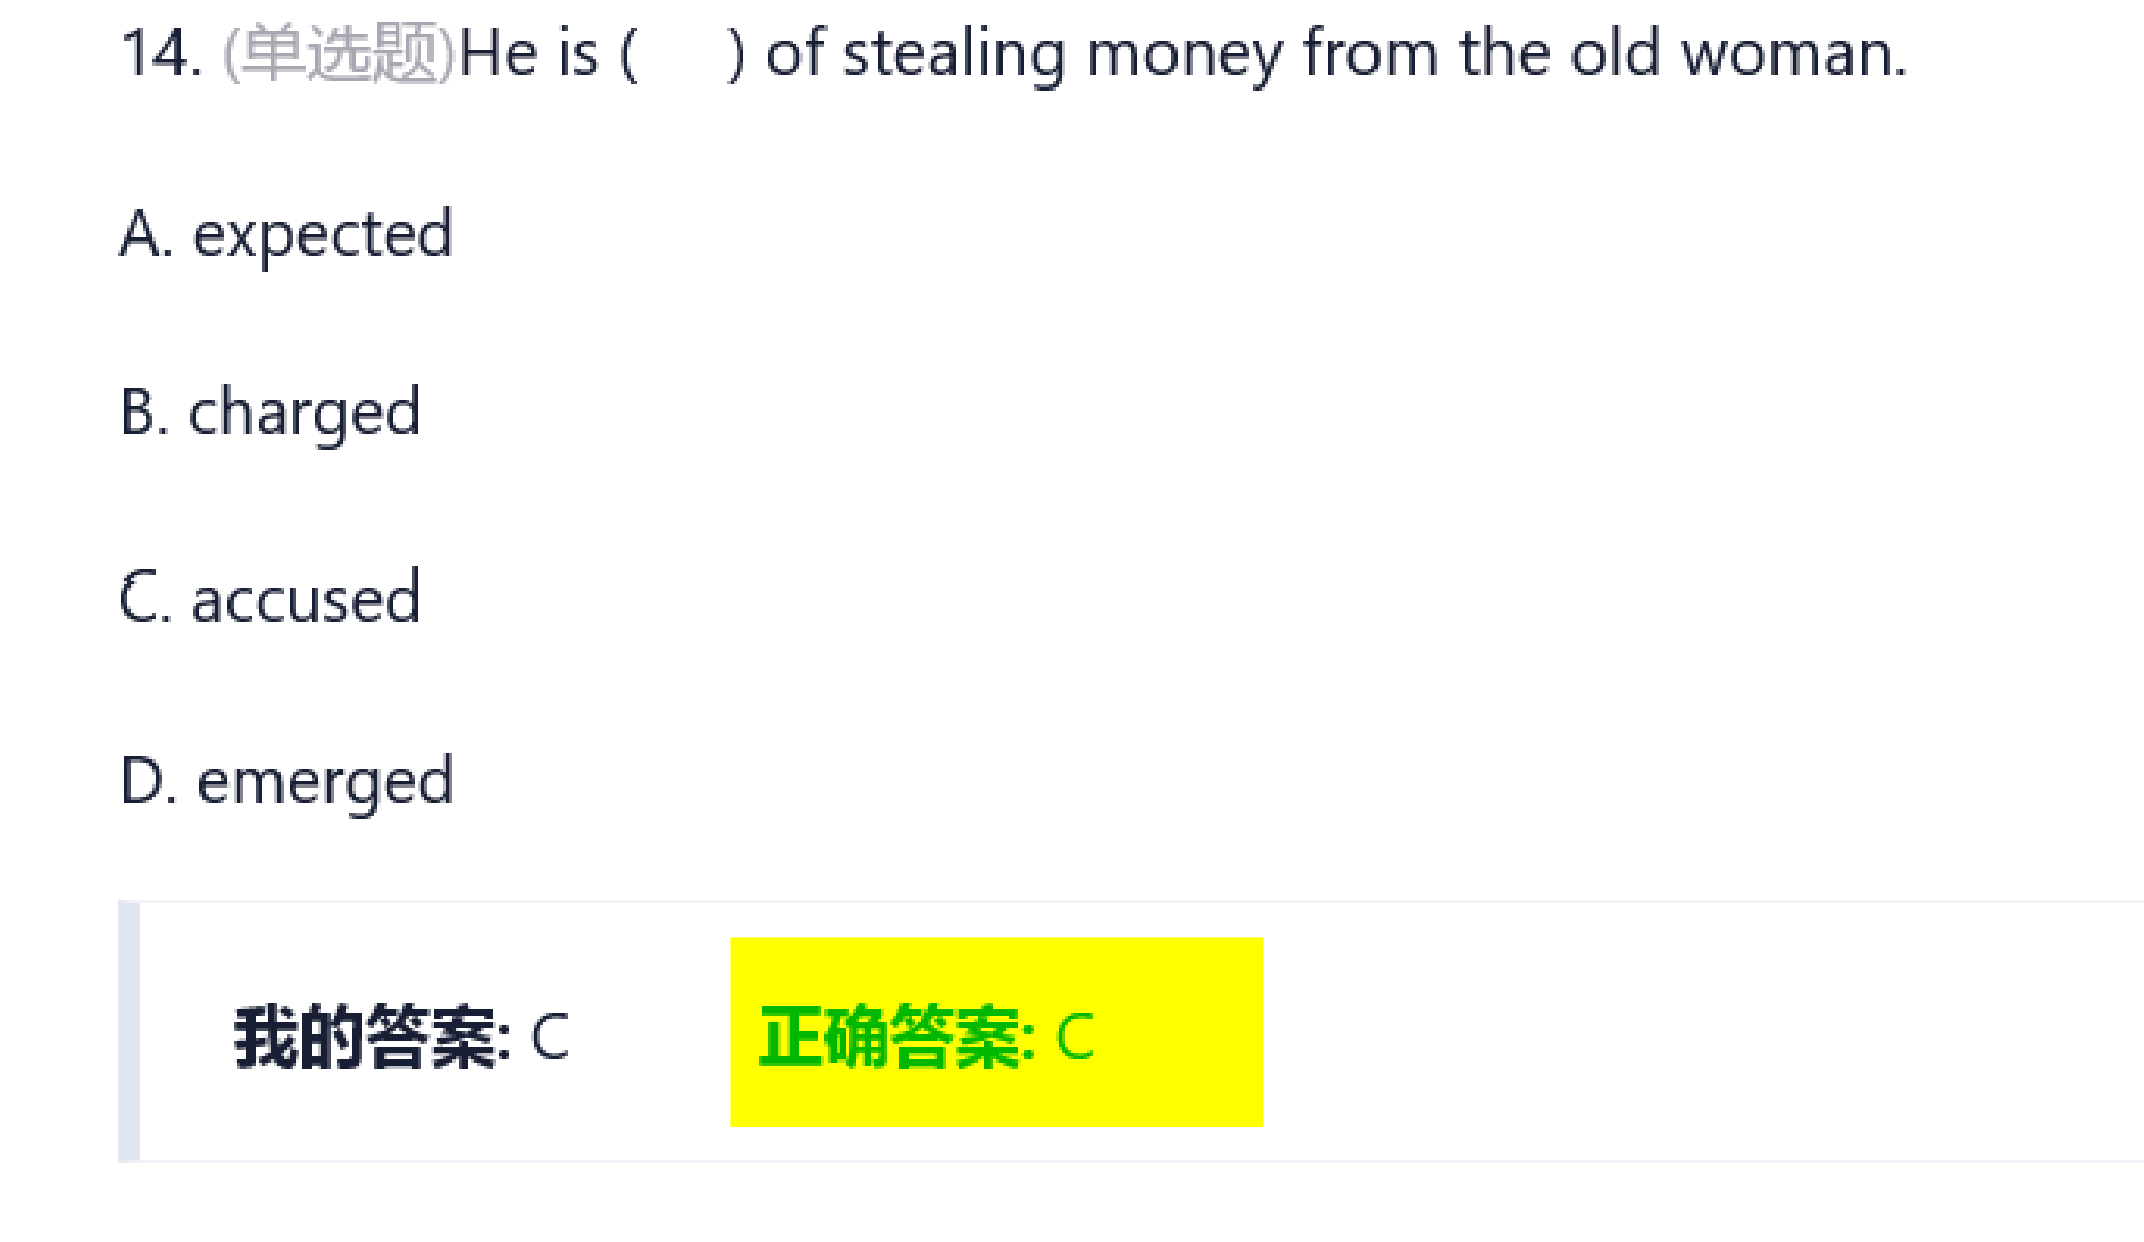 14. (单选题)He is (    ) of stealing money from the old woman.
A. expected
B. charged
C. accused
D. emerged
我的答案: C 正确答案: C